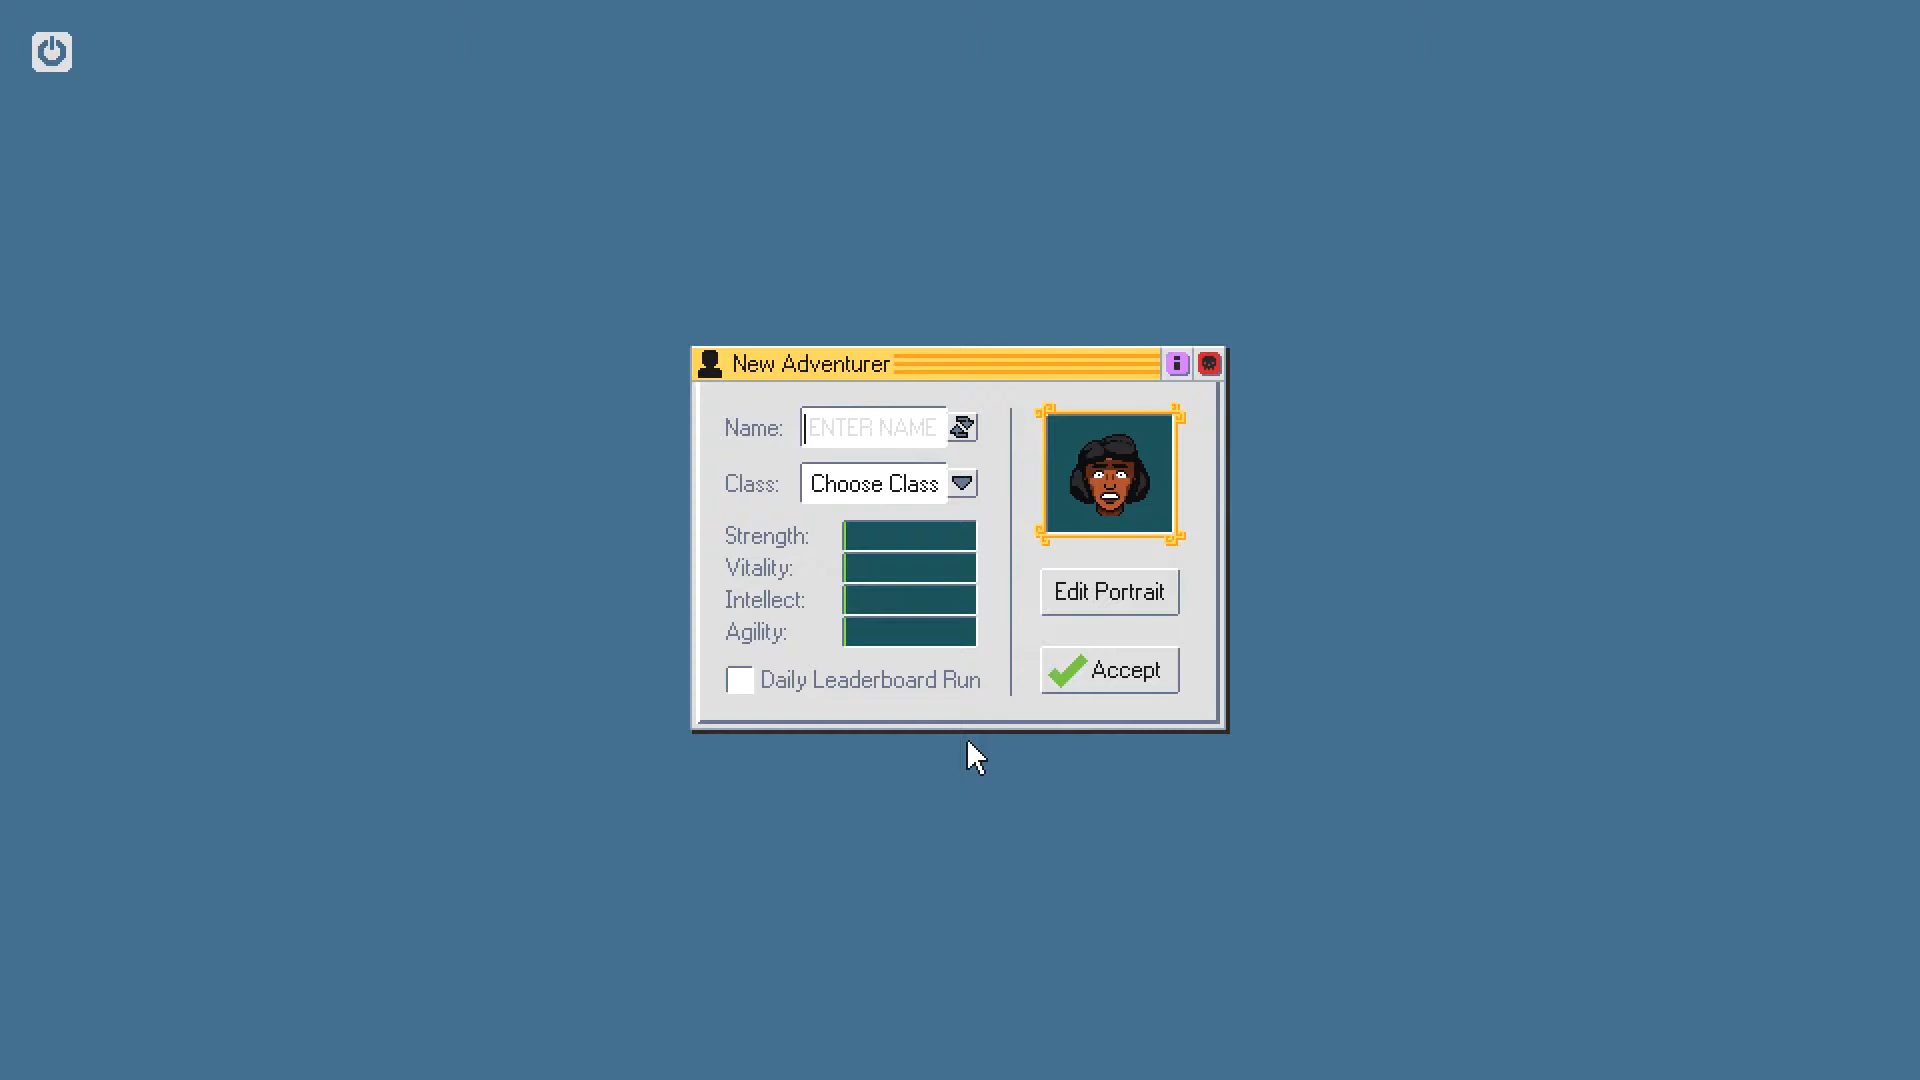 New Adventurer
Name: ENTER NAME
Class: Choose Class
Strength:
Vitality:
Intellect:
Agility:
Daily Leaderboard Run
Edit Portrait
Accept